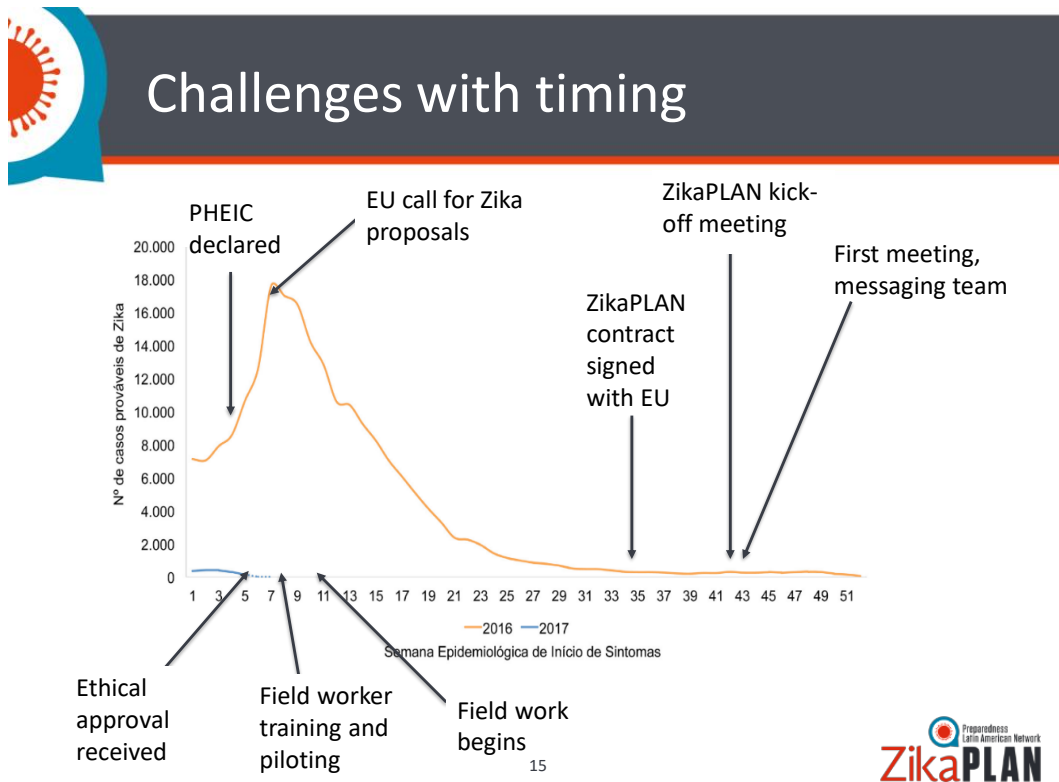 Challenges with timing
PHEIC
declared
EU call for Zika
proposals
ZikaPLAN kick-
off meeting
First meeting,
messaging team
ZikaPLAN
contract
signed
with EU
Nº de casos prováveis de Zika
20.000
18.000
16.000
14.000
12.000
10.000
8.000
6.000
4.000
2.000
0
1 3 5 7 9 11 13 15 17 19 21 23 25 27 29 31 33 35 37 39 41 43 45 47 49 51
2016 2017
Semana Epidemiológica de Início de Sintomas
Ethical
approval
received
Field worker
training and
piloting
Field work
begins
15
Preparedness
Latin American Network
ZikaPLAN